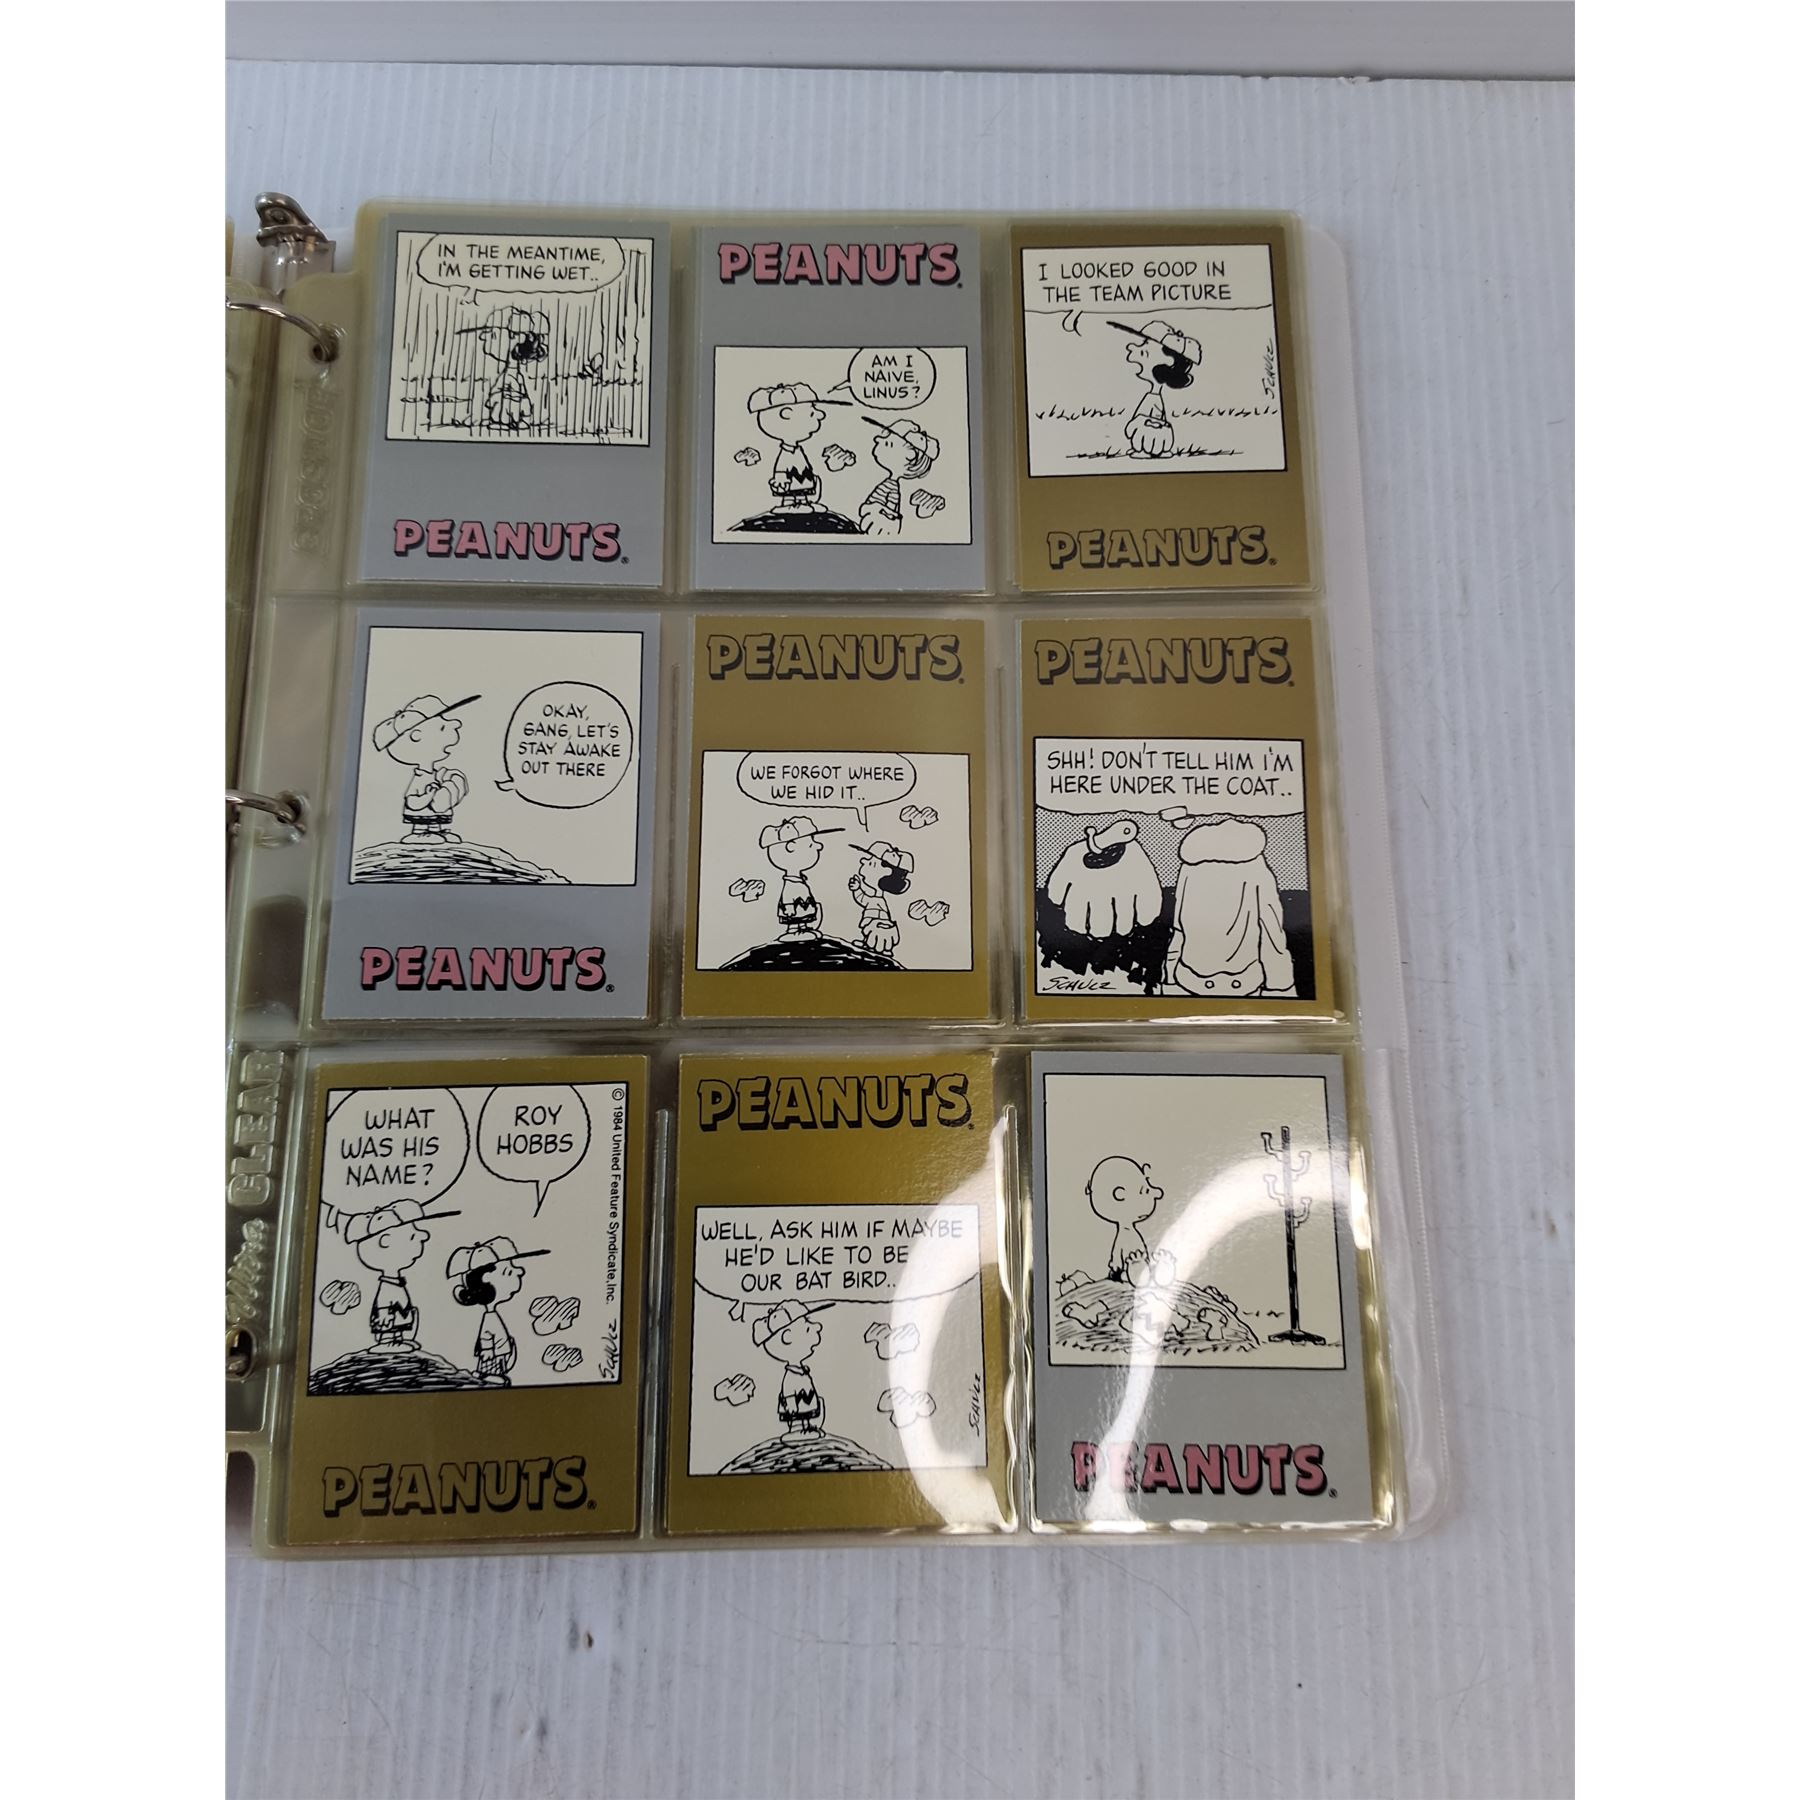 IN THE MEANTIME,
I'M GETTING WET..
PEANUTS®
PEANUTS®
AM I
NAIVE,
LINUS?
I LOOKED GOOD IN
THE TEAM PICTURE
SCHULZ
PEANUTS®
OKAY,
GANG, LET'S
STAY AWAKE
OUT THERE
PEANUTS®
PEANUTS®
WE FORGOT WHERE
WE HID IT..
PEANUTS®
SHH! DON'T TELL HIM I'M
HERE UNDER THE COAT..
SCHULZ
WHAT
WAS HIS
NAME?
ROY
HOBBS
© 1984 United Feature Syndicate, Inc.
SCHULZ
PEANUTS®
PEANUTS®
WELL, ASK HIM IF MAYBE
HE'D LIKE TO BE
OUR BAT BIRD..
SCHULZ
PEANUTS®
CLEAR